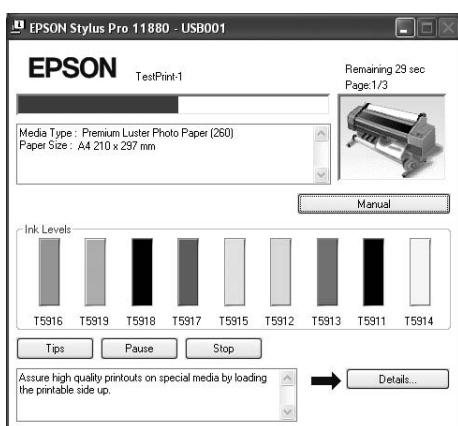 EPSON Stylus Pro 11880 - USB001
EPSON
TestPrint-1
Remaining 29 sec
Page:1/3
Media Type : Premium Luster Photo Paper (260)
Paper Size : A4 210 x 297 mm
Manual
Ink Levels
T5916 T5919 T5918 T5917 T5915 T5912 T5913 T5911 T5914
Tips Pause Stop
Assure high quality printouts on special media by loading
the printable side up.
Details...